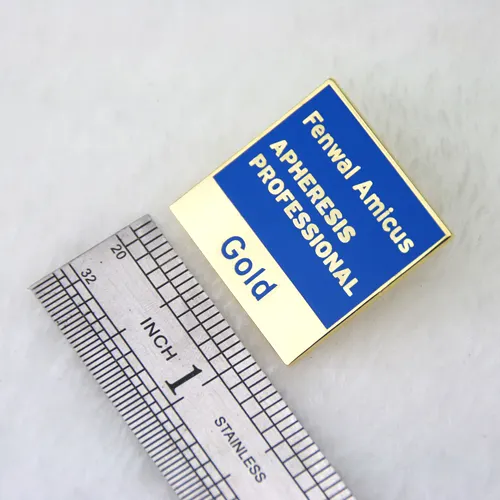 Fenwal Amicus
APHERESIS
PROFESSIONAL
Gold
20
32
INCH 1
STAINLESS